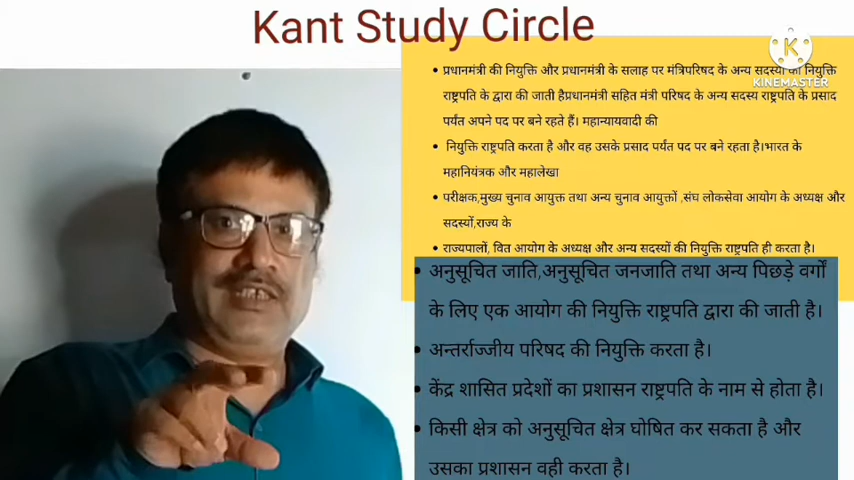 Kant Study Circle
• प्रधानमंत्री की नियुक्ति और प्रधानमंत्री के सलाह पर मंत्रिपरिषद के अन्य सदस्यों की नियुक्ति
राष्ट्रपति के द्वारा की जाती हैप्रधानमंत्री सहित मंत्री परिषद के अन्य सदस्य राष्ट्रपति के प्रसाद
पर्यंत अपने पद पर बने रहते हैं। महान्यायवादी की
• नियुक्ति राष्ट्रपति करता है और वह उसके प्रसाद पर्यंत पद पर बने रहता है।भारत के
महानियंत्रक और महालेखा
• परीक्षक,मुख्य चुनाव आयुक्त तथा अन्य चुनाव आयुक्तों ,संघ लोकसेवा आयोग के अध्यक्ष और
सदस्यों,राज्य के
• राज्यपालों, वित आयोग के अध्यक्ष और अन्य सदस्यों की नियुक्ति राष्ट्रपति ही करता है।
• अनुसूचित जाति,अनुसूचित जनजाति तथा अन्य पिछड़े वर्गों
के लिए एक आयोग की नियुक्ति राष्ट्रपति द्वारा की जाती है।
• अन्तर्राज्जीय परिषद की नियुक्ति करता है।
• केंद्र शासित प्रदेशों का प्रशासन राष्ट्रपति के नाम से होता है।
• किसी क्षेत्र को अनुसूचित क्षेत्र घोषित कर सकता है और
उसका प्रशासन वही करता है।
K
KINEMASTER